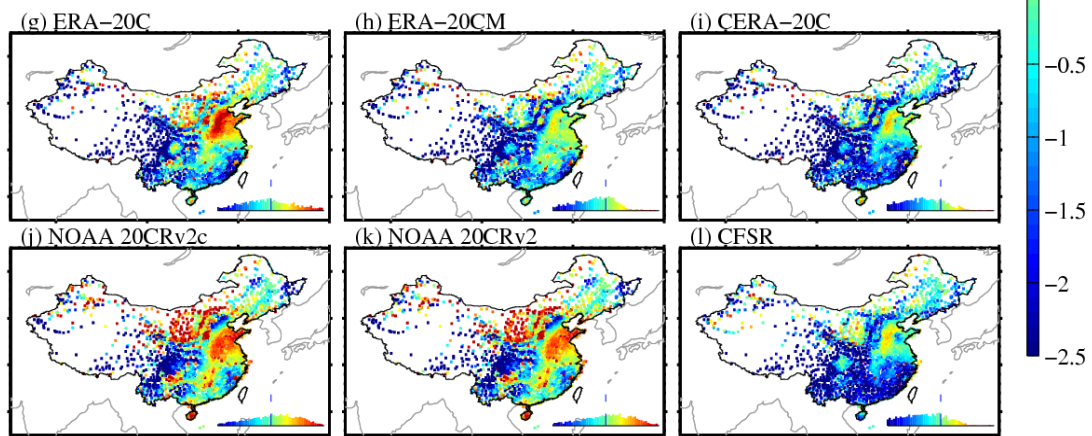 (g) ERA−20C
(h) ERA−20CM
(i) CERA−20C
−0.5
−1
−1.5
−2
−2.5
(j) NOAA 20CRv2c
(k) NOAA 20CRv2
(l) CFSR